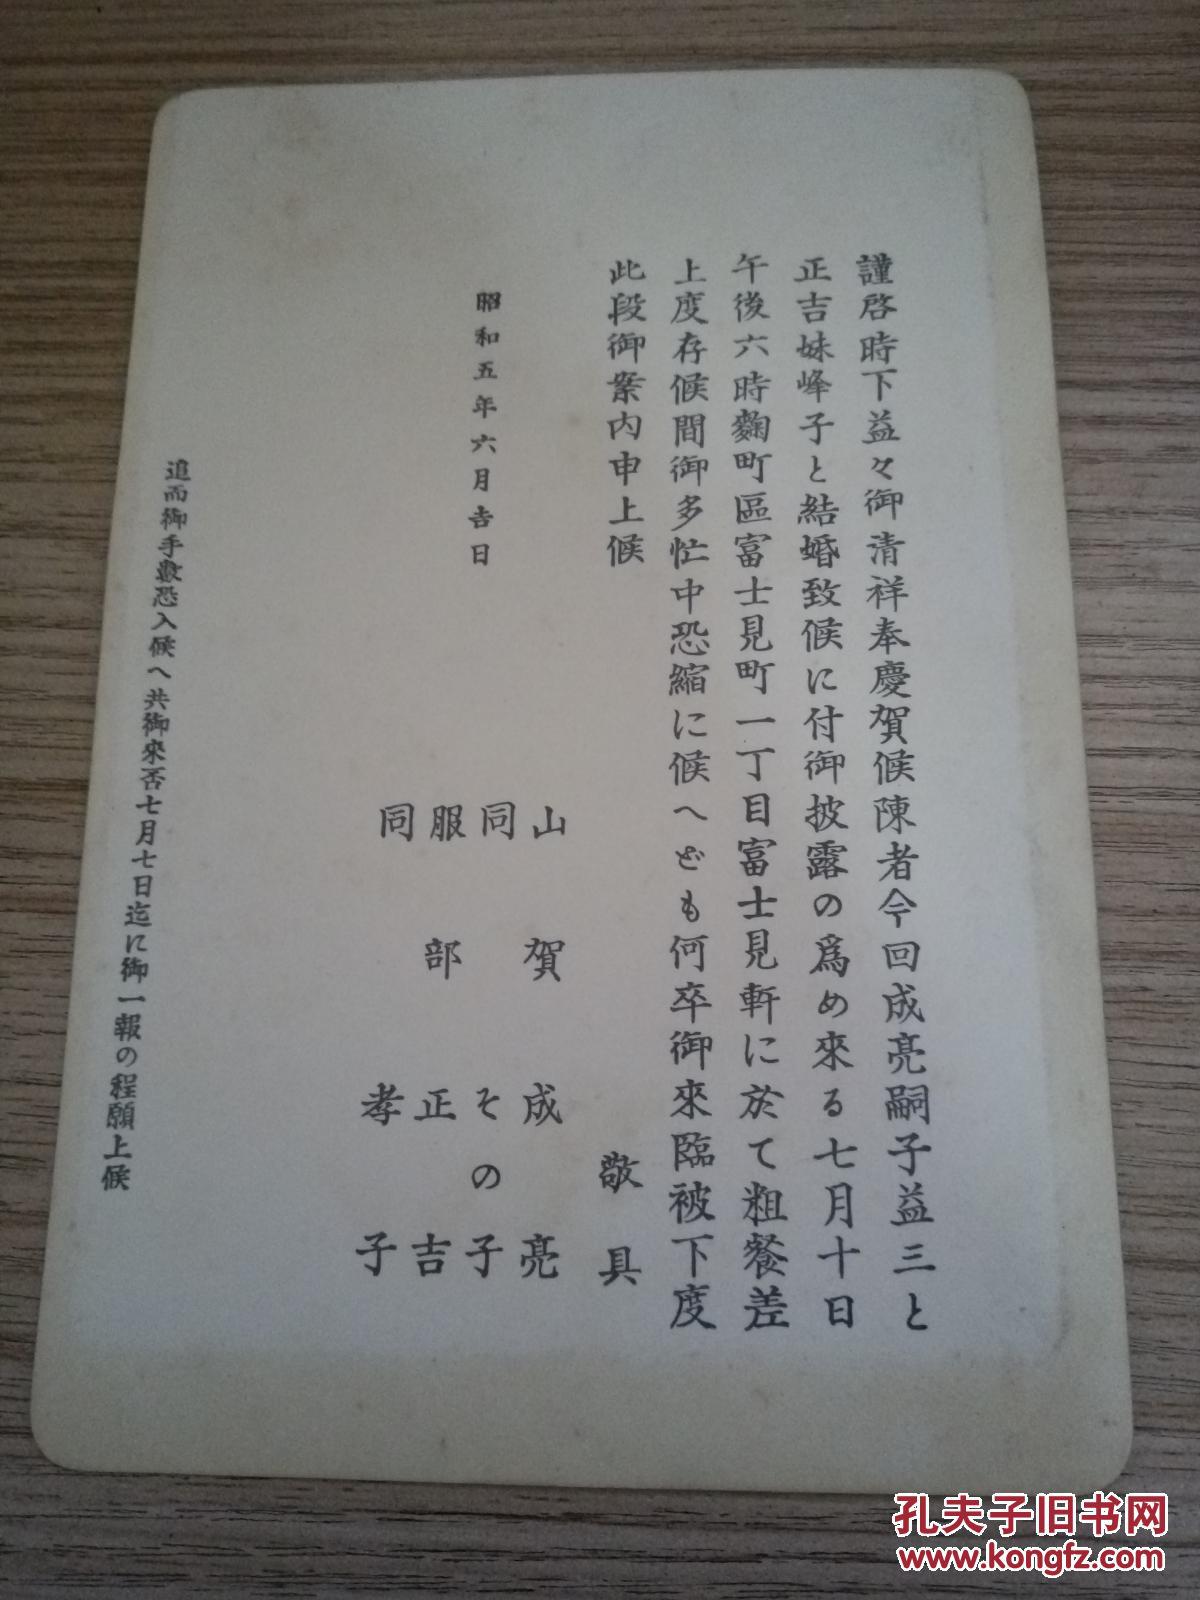 謹啓時下益々御清祥奉慶賀候陳者今回成亮嗣子益三と
正吉妹峰子と結婚致候に付御披露の爲め來る七月十日
午後六時麴町區富士見町一丁目富士見軒に於て粗餐差
上度存候間御多忙中恐縮に候へども何卒御來臨被下度
此段御案内申上候
敬具
昭和五年六月吉日
山賀成亮
同その子
服部正吉
同孝子
追而御手數恐入候へ共御來否七月七日迄に御一報の程願上候
孔夫子旧书网
www.kongfz.com